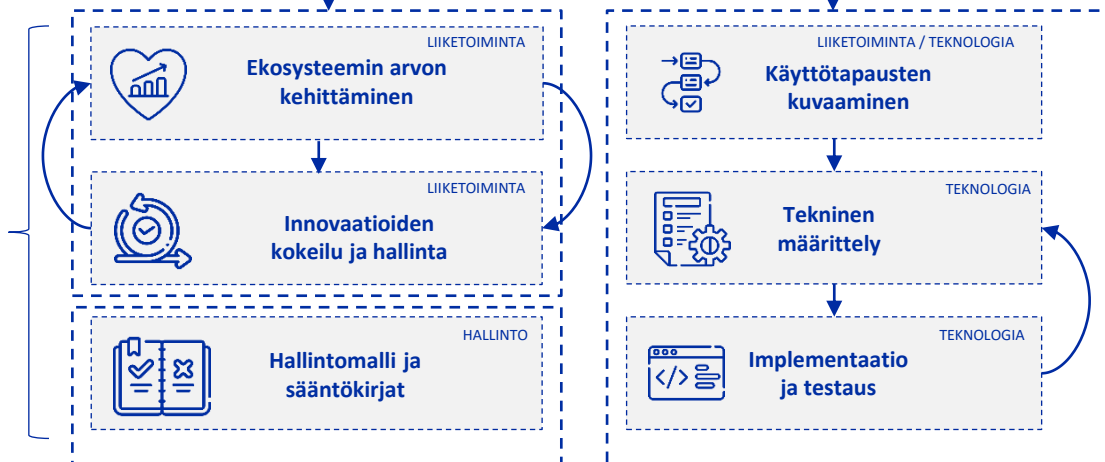 LIIKETOIMINTA
Ekosysteemin arvon
kehittäminen
LIIKETOIMINTA
Innovaatioiden
kokeilu ja hallinta
HALLINTO
Hallintomalli ja
sääntökirjat
LIIKETOIMINTA / TEKNOLOGIA
Käyttötapausten
kuvaaminen
TEKNOLOGIA
Tekninen
määrittely
TEKNOLOGIA
Implementaatio
ja testaus